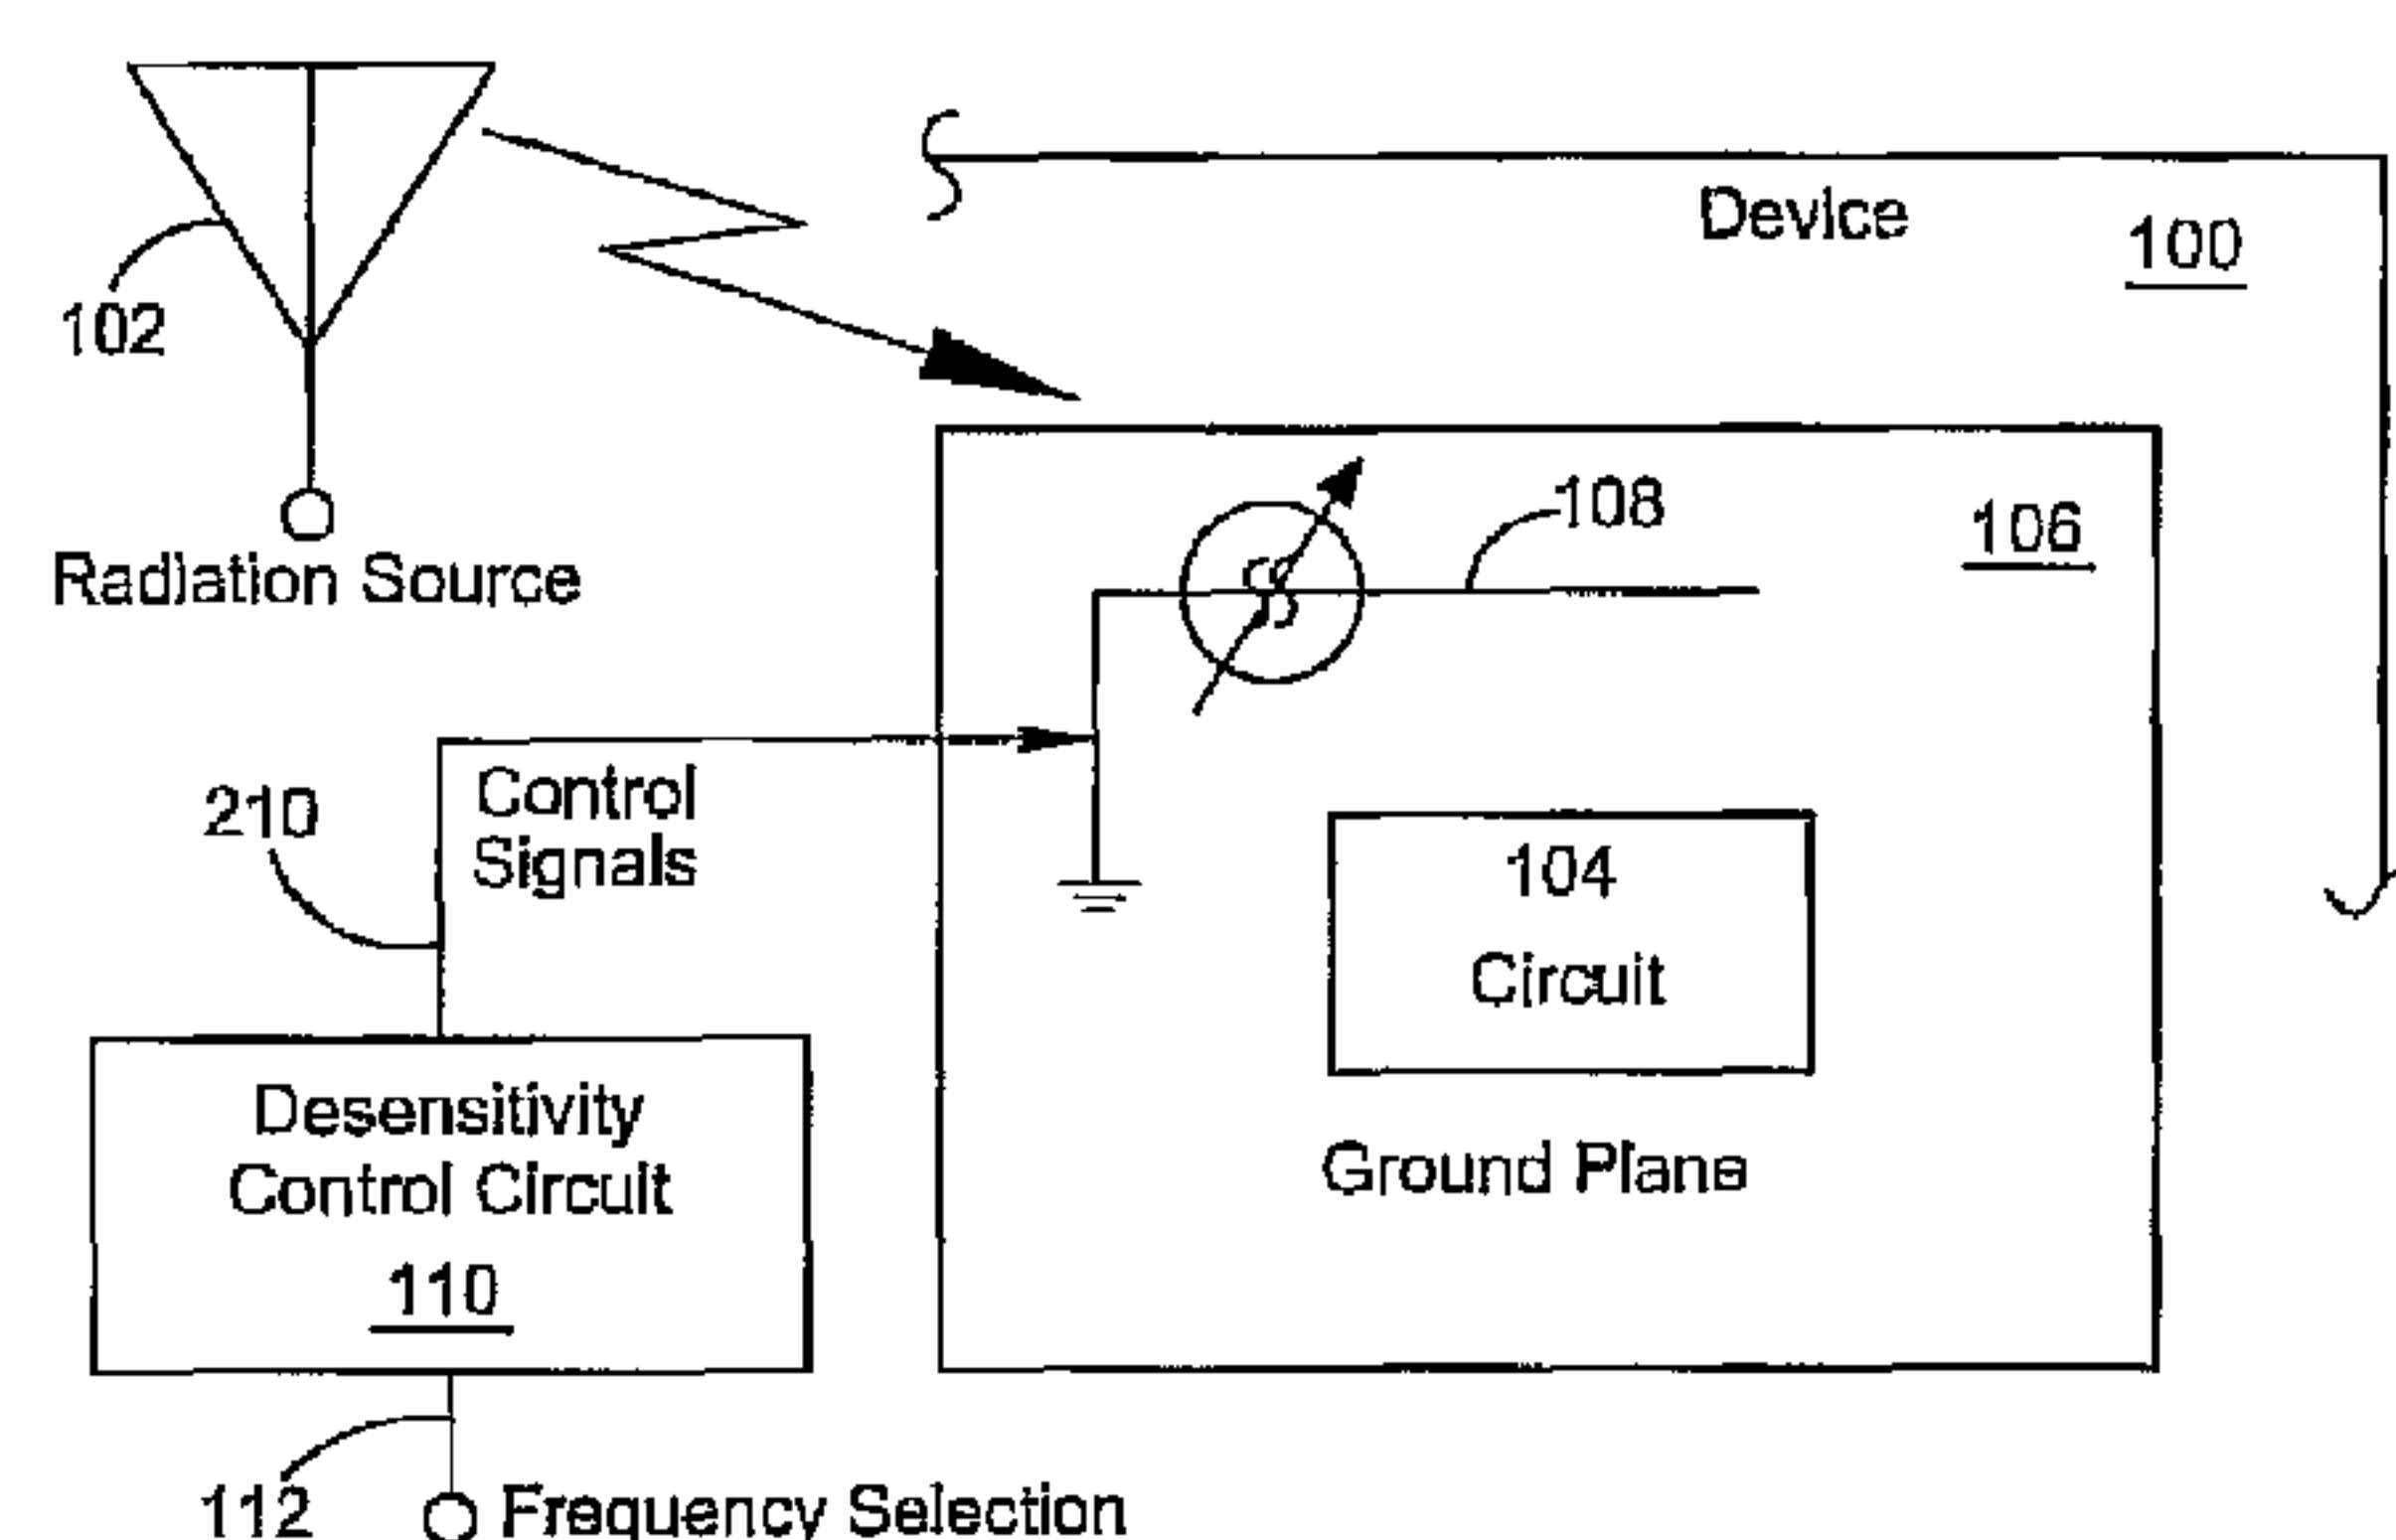 Device
100
102
108
106
Radiation Source
210
Control
Signals
104
Circuit
Desensitivity
Control Circuit
110
Ground Plane
112
Frequency Selection